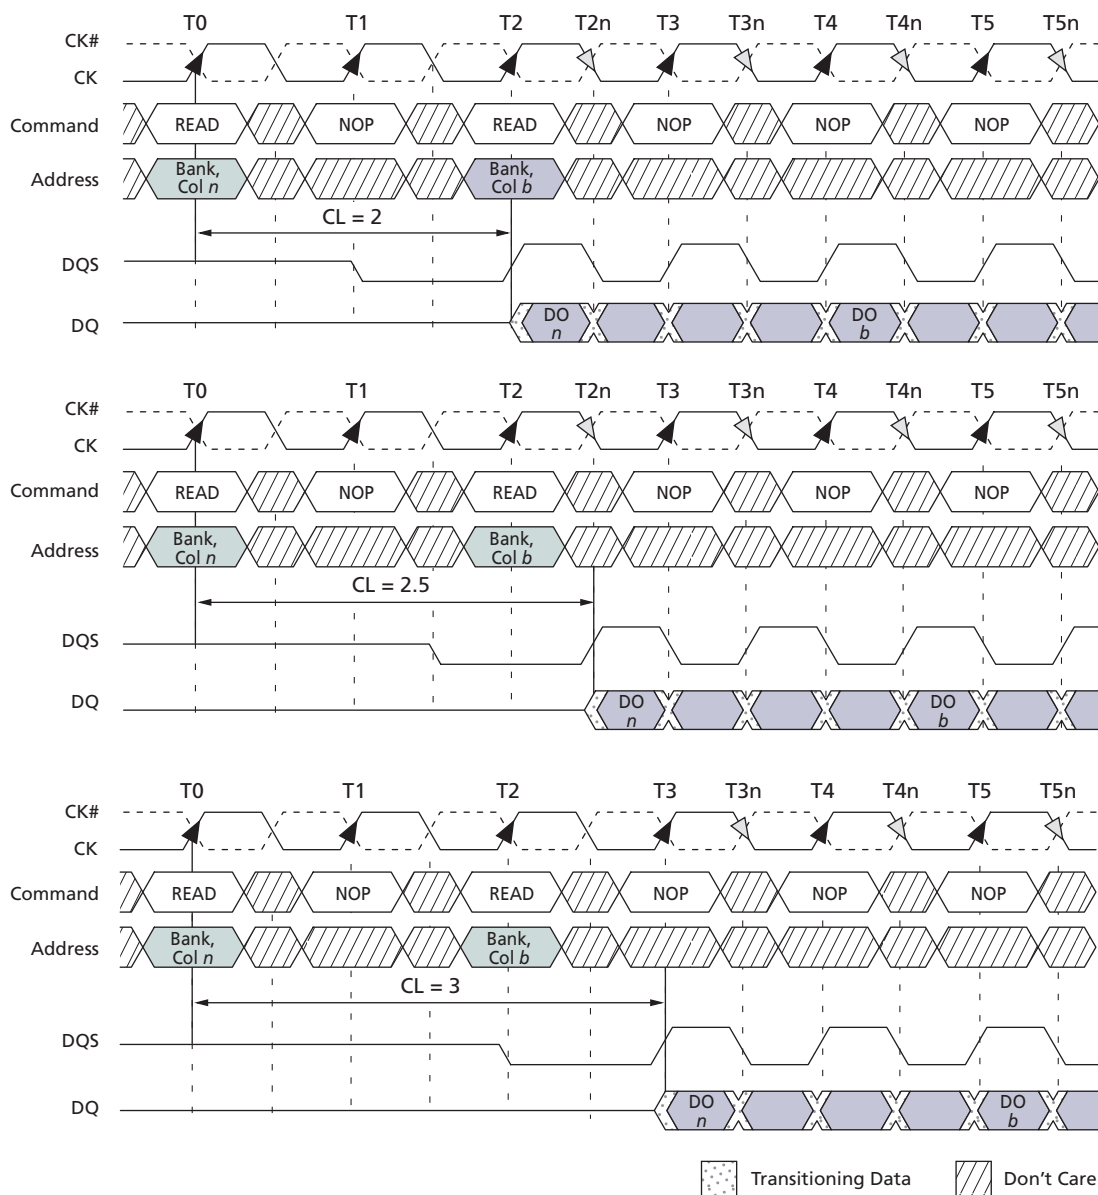 T0 T1 T2 T2n T3 T3n T4 T4n T5 T5n
CK#
CK
Command READ NOP READ NOP NOP NOP
Address Bank, Col n Bank, Col b
CL = 2
DQS
DQ DO n DO b
T0 T1 T2 T2n T3 T3n T4 T4n T5 T5n
CK#
CK
Command READ NOP READ NOP NOP NOP
Address Bank, Col n Bank, Col b
CL = 2.5
DQS
DQ DO n DO b
T0 T1 T2 T3 T3n T4 T4n T5 T5n
CK#
CK
Command READ NOP READ NOP NOP NOP
Address Bank, Col n Bank, Col b
CL = 3
DQS
DQ DO n DO b
Transitioning Data Don't Care